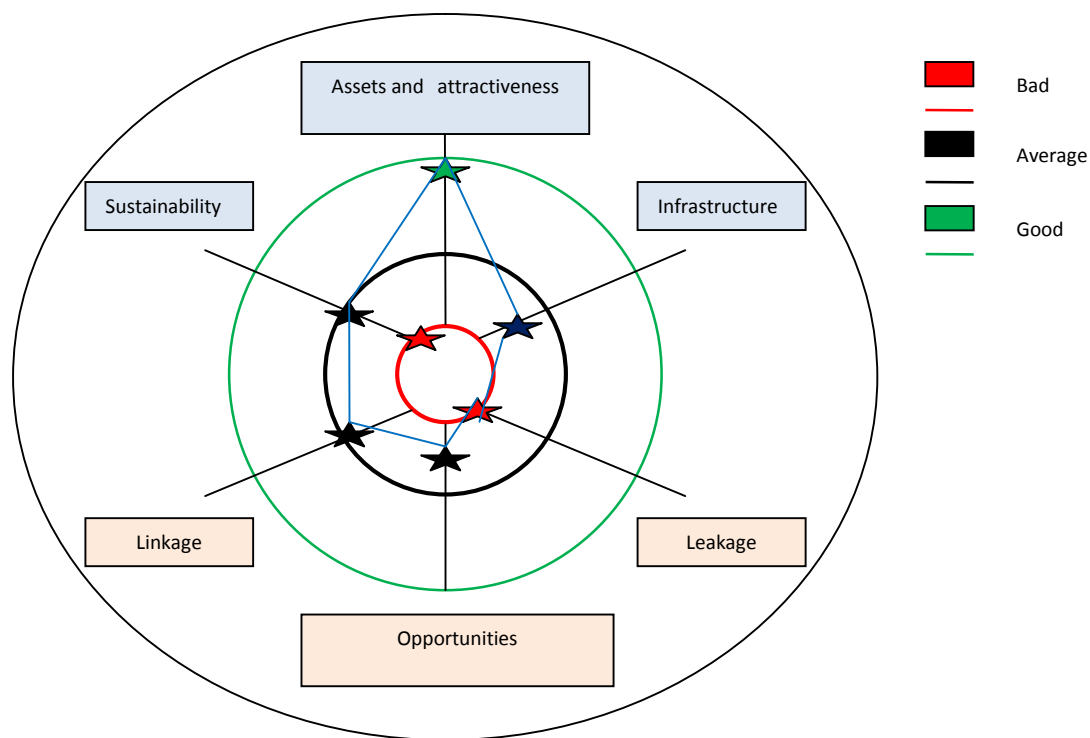 Assets and attractiveness
Bad
Average
Sustainability
Infrastructure
Good
Linkage
Leakage
Opportunities